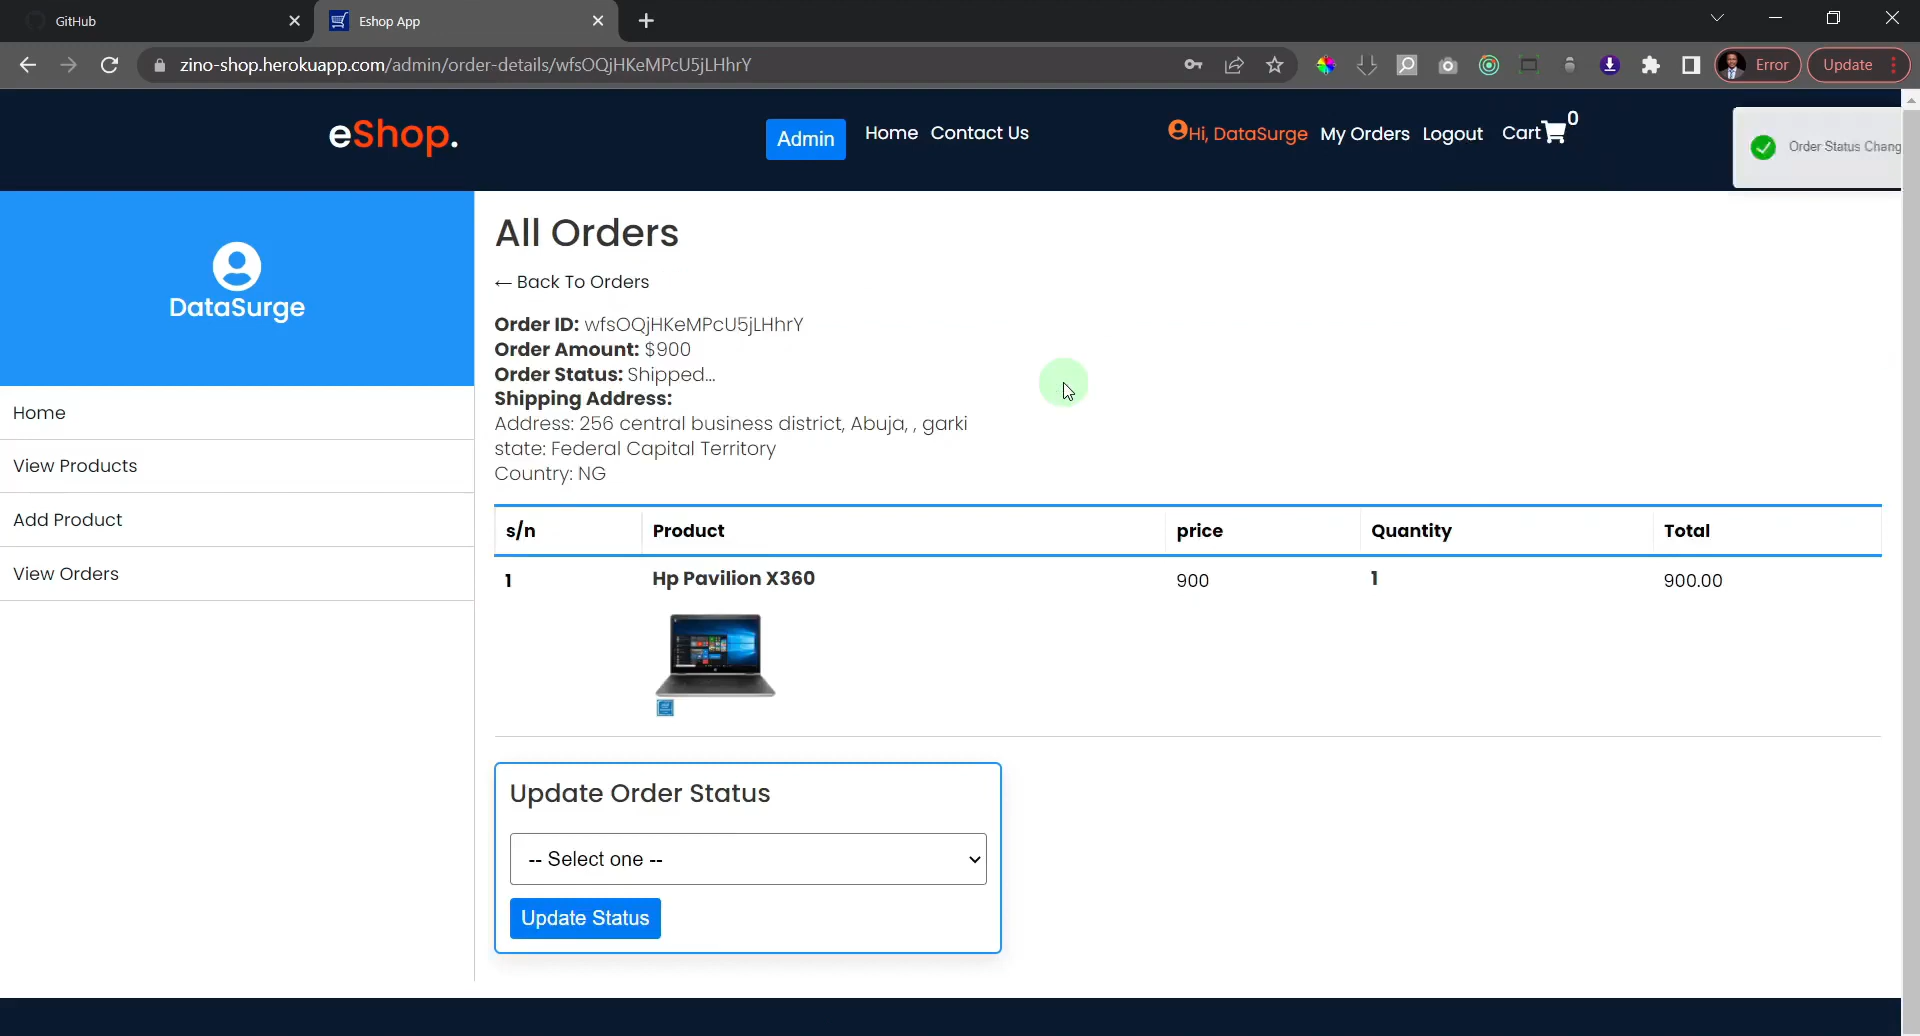 GitHub
Eshop App
zino-shop.herokuapp.com/admin/order-details/wfsOQjHKeMPcU5jLHhrY
Error
Update
eShop.
Admin
Home
Contact Us
Hi, DataSurge
My Orders
Logout
Cart
0
Order Status Chang
DataSurge
Home
View Products
Add Product
View Orders
All Orders
← Back To Orders
Order ID: wfsOQjHKeMPcU5jLHhrY
Order Amount: $900
Order Status: Shipped...
Shipping Address:
Address: 256 central business district, Abuja, , garki
state: Federal Capital Territory
Country: NG
s/n Product price Quantity Total
1 Hp Pavilion X360 900 1 900.00
Update Order Status
-- Select one --
Update Status